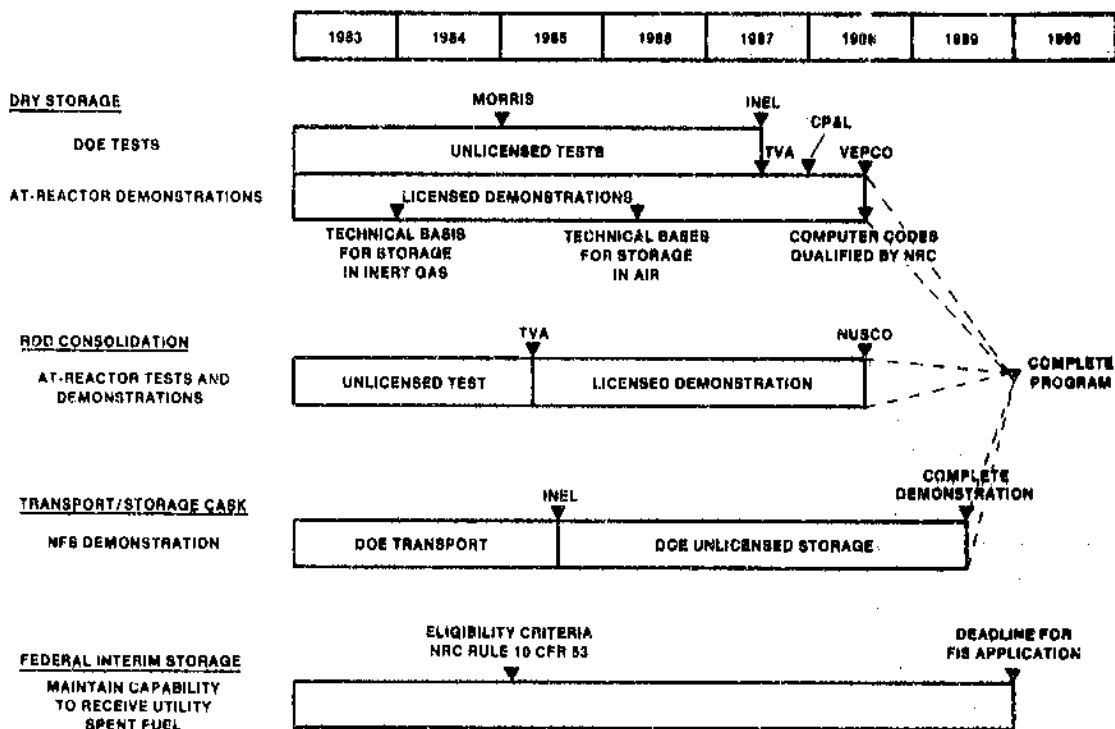 1983 1984 1985 1986 1987 1988 1989 1990
DRY STORAGE
MORRIS
INEL
CP&L
DOE TESTS
UNLICENSED TESTS
TVA
VEPCO
AT-REACTOR DEMONSTRATIONS
LICENSED DEMONSTRATIONS
TECHNICAL BASIS
FOR STORAGE
IN INERT GAS
TECHNICAL BASES
FOR STORAGE
IN AIR
COMPUTER CODES
QUALIFIED BY NRC
ROD CONSOLIDATION
TVA
NUSCO
AT-REACTOR TESTS AND
DEMONSTRATIONS
UNLICENSED TEST
LICENSED DEMONSTRATION
COMPLETE
PROGRAM
TRANSPORT/STORAGE CASK
INEL
COMPLETE
DEMONSTRATION
NFS DEMONSTRATION
DOE TRANSPORT
DOE UNLICENSED STORAGE
FEDERAL INTERIM STORAGE
ELIGIBILITY CRITERIA
NRC RULE 10 CFR 53
DEADLINE FOR
FIS APPLICATION
MAINTAIN CAPABILITY
TO RECEIVE UTILITY
SPENT FUEL